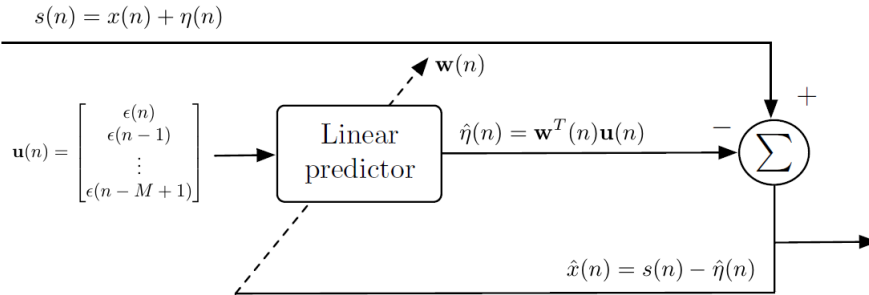 s(n) = x(n) + η(n)
w(n)
+
u(n) = [ϵ(n)
ϵ(n − 1)
⋮
ϵ(n − M + 1)]
Linear
predictor
η̂(n) = wᵀ(n)u(n)
−
∑
x̂(n) = s(n) − η̂(n)